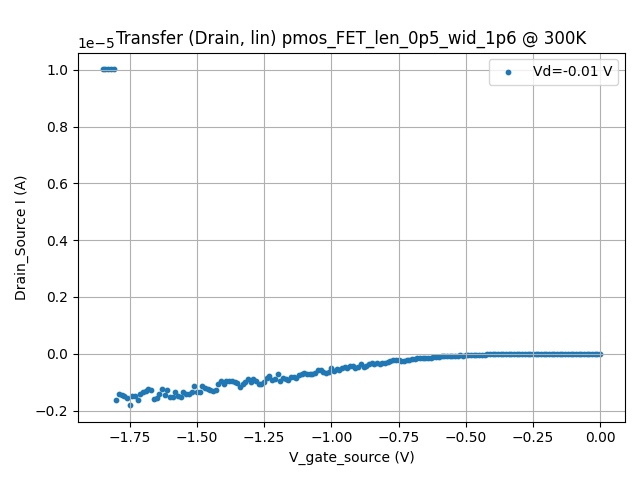 Transfer (Drain, lin) pmos_FET_len_0p5_wid_1p6 @ 300K
1e−5
Vd=-0.01 V
1.0
0.8
0.6
0.4
0.2
0.0
−0.2
Drain_Source I (A)
−1.75 −1.50 −1.25 −1.00 −0.75 −0.50 −0.25 0.00
V_gate_source (V)